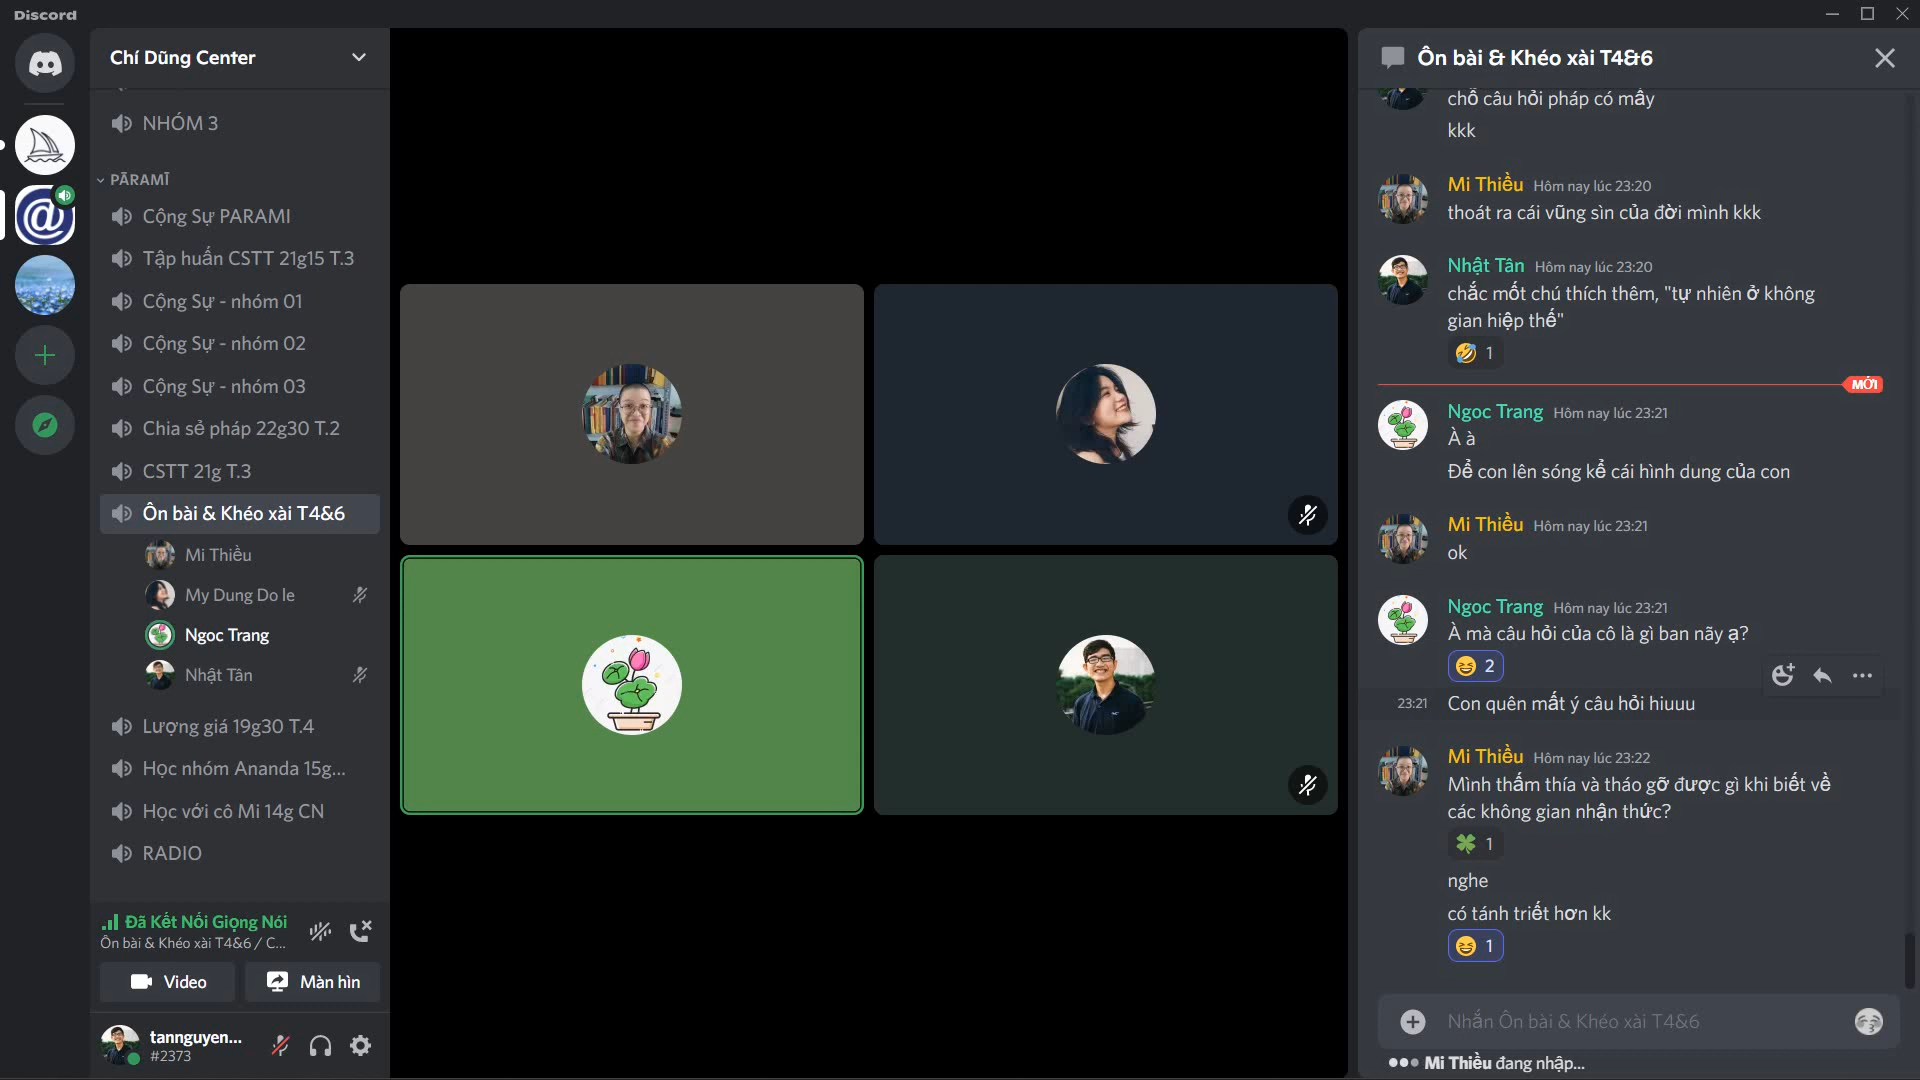 Discord
Chí Dũng Center
NHÓM 3
PĀRAMĪ
Cộng Sự PARAMI
Tập huấn CSTT 21g15 T.3
Cộng Sự - nhóm 01
Cộng Sự - nhóm 02
Cộng Sự - nhóm 03
Chia sẻ pháp 22g30 T.2
CSTT 21g T.3
Ôn bài & Khéo xài T4&6
Mi Thiều
My Dung Do le
Ngoc Trang
Nhật Tân
Lượng giá 19g30 T.4
Học nhóm Ananda 15g...
Học với cô Mi 14g CN
RADIO
Đã Kết Nối Giọng Nói
Ôn bài & Khéo xài T4&6 / C...
Video
Màn hìn
tannguyen...
#2373
Ôn bài & Khéo xài T4&6
chỗ câu hỏi pháp có mấy
kkk
Mi Thiều Hôm nay lúc 23:20
thoát ra cái vũng sìn của đời mình kkk
Nhật Tân Hôm nay lúc 23:20
chắc mốt chú thích thêm, "tự nhiên ở không
gian hiệp thế"
1
MỚI
Ngoc Trang Hôm nay lúc 23:21
À à
Để con lên sóng kể cái hình dung của con
Mi Thiều Hôm nay lúc 23:21
ok
Ngoc Trang Hôm nay lúc 23:21
À mà câu hỏi của cô là gì ban nãy ạ?
2
23:21 Con quên mất ý câu hỏi hiuuu
Mi Thiều Hôm nay lúc 23:22
Mình thấm thía và tháo gỡ được gì khi biết về
các không gian nhận thức?
1
nghe
có tánh triết hơn kk
1
Nhắn Ôn bài & Khéo xài T4&6
Mi Thiều đang nhập...